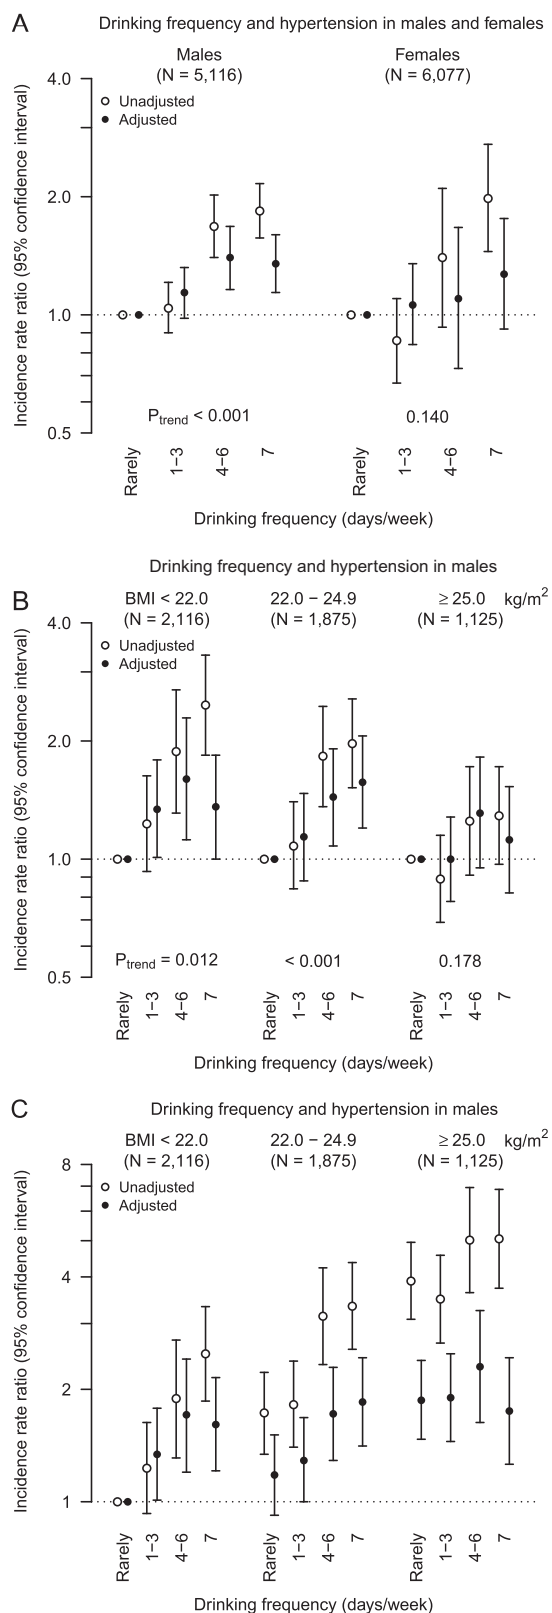 A
Drinking frequency and hypertension in males and females
Males
(N = 5,116)
Females
(N = 6,077)
Unadjusted
Adjusted
Incidence rate ratio (95% confidence interval)
4.0
2.0
1.0
0.5
Ptrend < 0.001
0.140
Rarely
1−3
4−6
7
Rarely
1−3
4−6
7
Drinking frequency (days/week)
Drinking frequency and hypertension in males
B
BMI < 22.0
(N = 2,116)
22.0 − 24.9
(N = 1,875)
≥ 25.0 kg/m2
(N = 1,125)
Unadjusted
Adjusted
Incidence rate ratio (95% confidence interval)
4.0
2.0
1.0
0.5
Ptrend = 0.012
< 0.001
0.178
Rarely
1−3
4−6
7
Rarely
1−3
4−6
7
Rarely
1−3
4−6
7
Drinking frequency (days/week)
C
Drinking frequency and hypertension in males
BMI < 22.0
(N = 2,116)
22.0 − 24.9
(N = 1,875)
≥ 25.0 kg/m2
(N = 1,125)
Unadjusted
Adjusted
Incidence rate ratio (95% confidence interval)
8
4
2
1
Rarely
1−3
4−6
7
Rarely
1−3
4−6
7
Rarely
1−3
4−6
7
Drinking frequency (days/week)